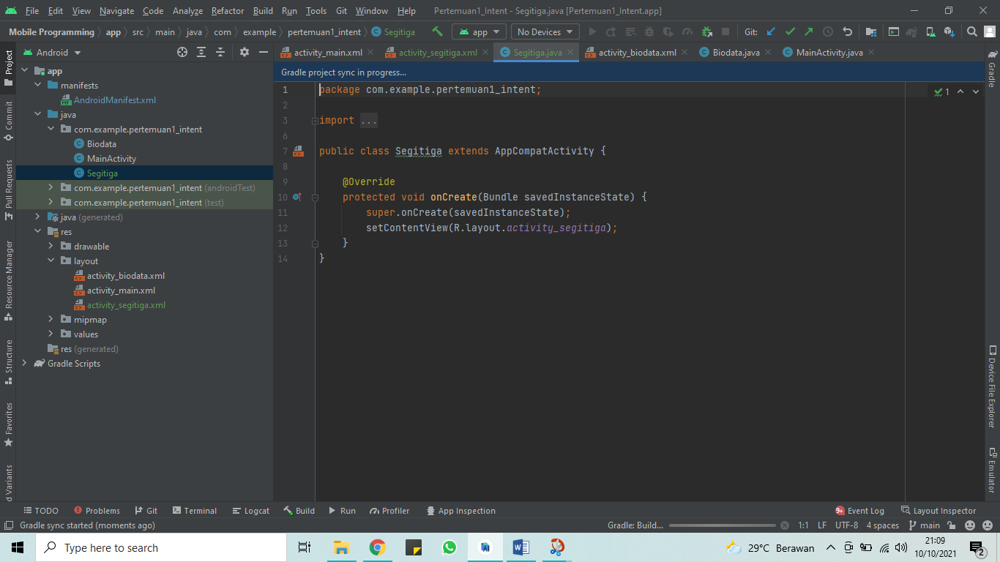 File Edit View Navigate Code Analyze Refactor Build Run Tools Git Window Help Pertemuan1_Intent - Segitiga.java [Pertemuan1_Intent.app]
Mobile Programming app src main java com example pertemuan1_intent Segitiga app No Devices Git:
Android
activity_main.xml activity_segitiga.xml Segitiga.java activity_biodata.xml Biodata.java MainActivity.java
Gradle project sync in progress...
Project
Commit
Pull Requests
Resource Manager
Structure
Favorites
d Variants
app
manifests
AndroidManifest.xml
java
com.example.pertemuan1_intent
Biodata
MainActivity
Segitiga
com.example.pertemuan1_intent (androidTest)
com.example.pertemuan1_intent (test)
java (generated)
res
drawable
layout
activity_biodata.xml
activity_main.xml
activity_segitiga.xml
mipmap
values
res (generated)
Gradle Scripts
1 package com.example.pertemuan1_intent;
2
3 import ...
6
7 public class Segitiga extends AppCompatActivity {
8
9 @Override
10 protected void onCreate(Bundle savedInstanceState) {
11 super.onCreate(savedInstanceState);
12 setContentView(R.layout.activity_segitiga);
13 }
14 }
1
Gradle
Device File Explorer
Emulator
TODO Problems Git Terminal Logcat Build Run Profiler App Inspection 9+ Event Log Layout Inspector
Gradle sync started (moments ago) Gradle: Build... 1:1 LF UTF-8 4 spaces main
Type here to search 29°C Berawan 21:09
10/10/2021 2